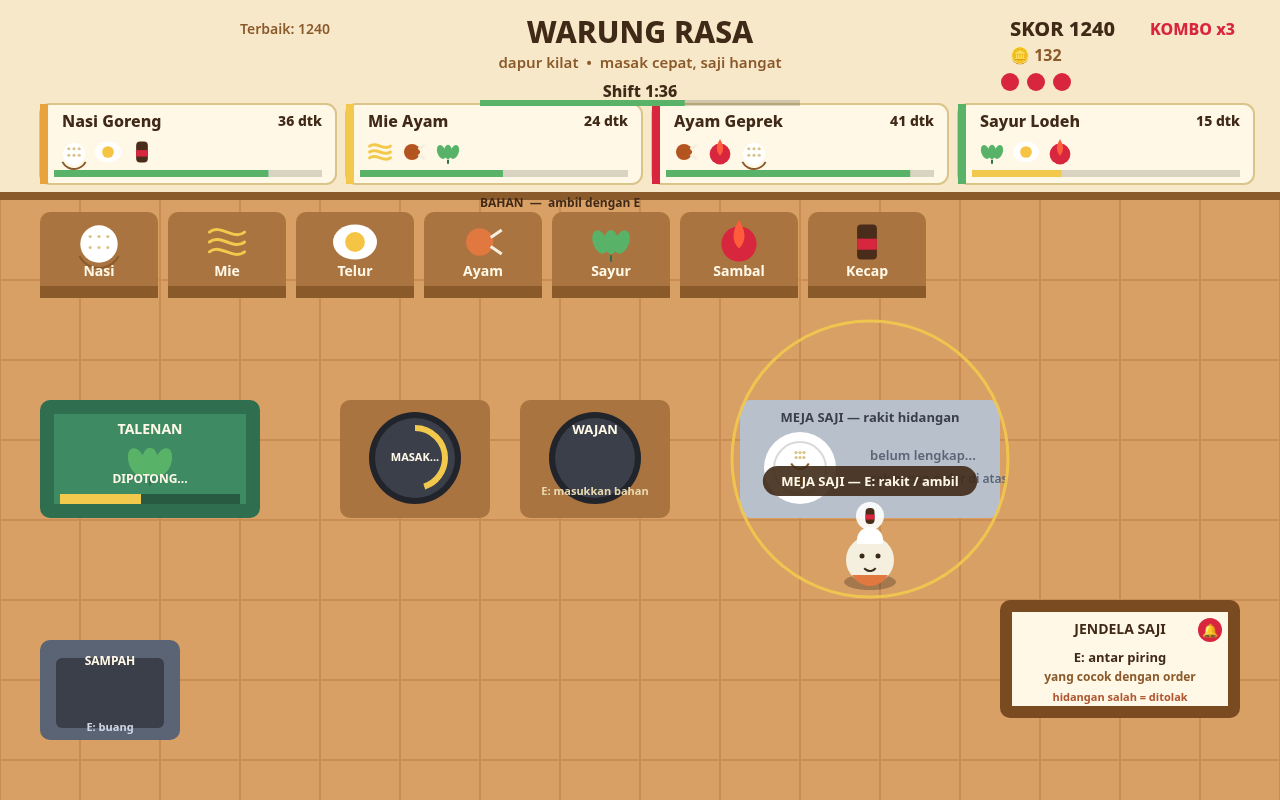 Terbaik: 1240
WARUNG RASA
SKOR 1240
KOMBO x3
132
dapur kilat • masak cepat, saji hangat
Shift 1:36
Nasi Goreng
36 dtk
Mie Ayam
24 dtk
Ayam Geprek
41 dtk
Sayur Lodeh
15 dtk
BAHAN — ambil dengan E
Nasi
Mie
Telur
Ayam
Sayur
Sambal
Kecap
TALENAN
DIPOTONG...
MASAK...
WAJAN
E: masukkan bahan
MEJA SAJI — rakit hidangan
belum lengkap...
di atas
MEJA SAJI — E: rakit / ambil
JENDELA SAJI
E: antar piring
yang cocok dengan order
hidangan salah = ditolak
SAMPAH
E: buang